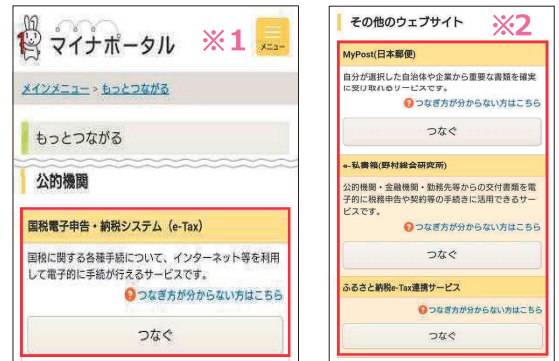 マイナポータル
※1
メニュー
メインメニュー > もっとつながる
もっとつながる
公的機関
国税電子申告・納税システム（e-Tax）
国税に関する各種手続について、インターネット等を利用
して電子的に手続が行えるサービスです。
?つなぎ方が分からない方はこちら
つなぐ
その他のウェブサイト
※2
MyPost(日本郵便)
自分が選択した自治体や企業から重要な書類を確実
に受け取れるサービスです。
?つなぎ方が分からない方はこちら
つなぐ
e-私書箱(野村総合研究所)
公的機関・金融機関・勤務先等からの交付書類を電
子的に税務申告や契約等の手続きに活用できるサー
ビスです。
?つなぎ方が分からない方はこちら
つなぐ
ふるさと納税e-Tax連携サービス
?つなぎ方が分からない方はこちら
つなぐ